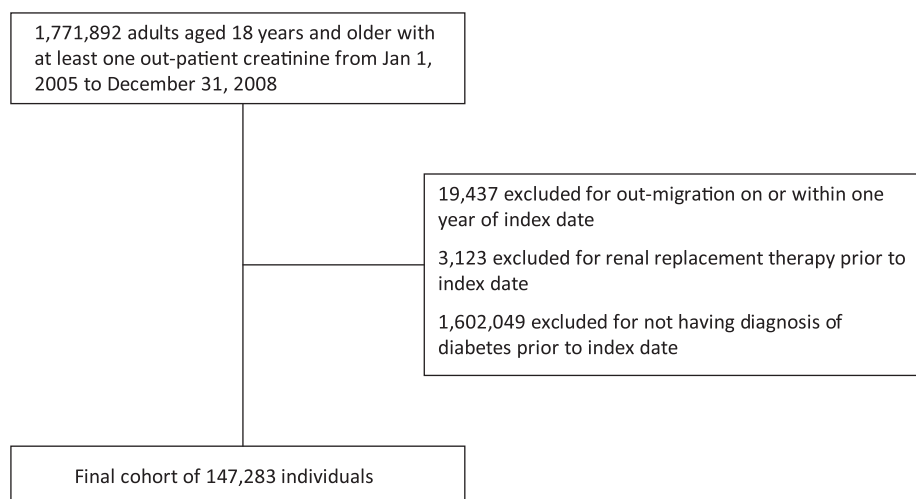 1,771,892 adults aged 18 years and older with
at least one out-patient creatinine from Jan 1,
2005 to December 31, 2008
19,437 excluded for out-migration on or within one
year of index date
3,123 excluded for renal replacement therapy prior to
index date
1,602,049 excluded for not having diagnosis of
diabetes prior to index date
Final cohort of 147,283 individuals